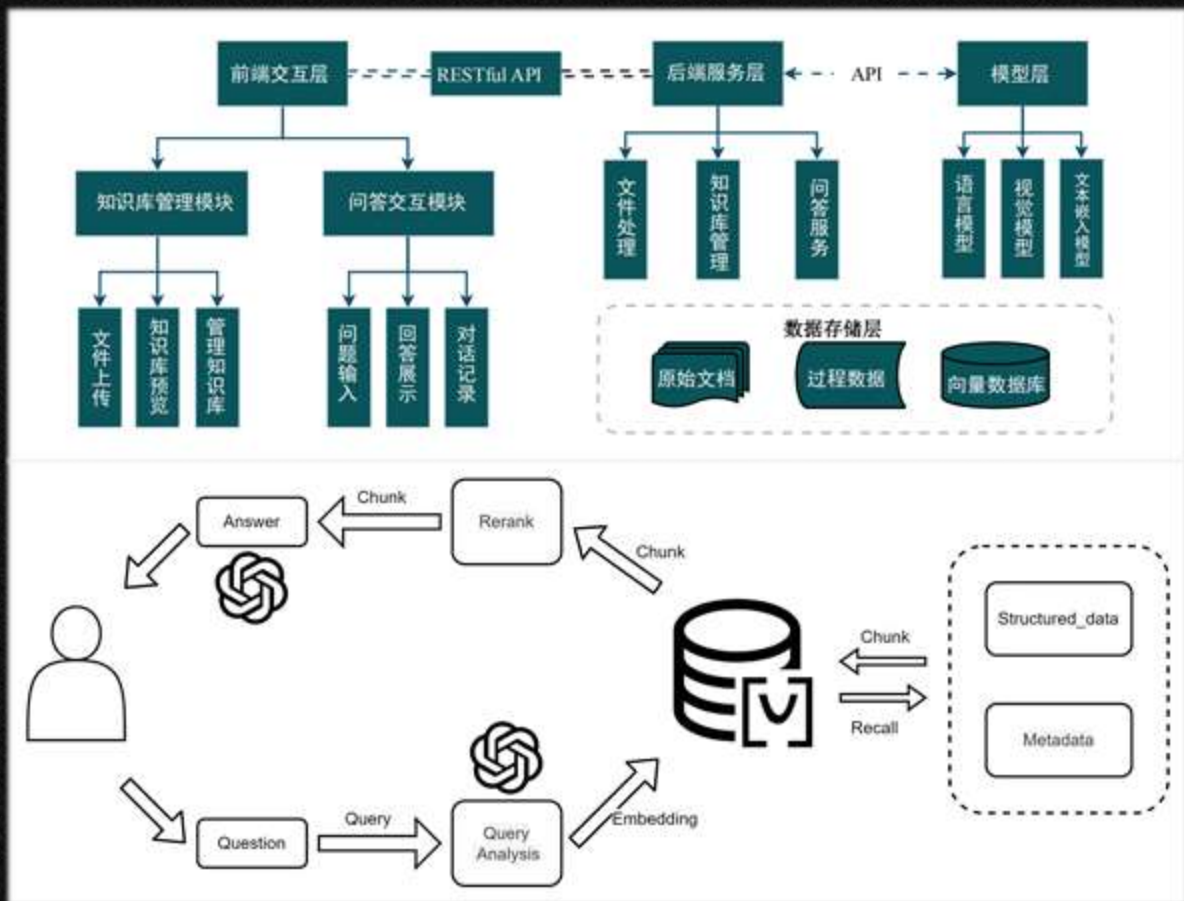 前端交互层
RESTful API
后端服务层
API
模型层
知识库管理模块
问答交互模块
文件处理
知识库管理
问答服务
语言模型
视觉模型
文本嵌入模型
文件上传
知识库预览
管理知识库
问题输入
回答展示
对话记录
数据存储层
原始文档
过程数据
向量数据库
Answer
Chunk
Rerank
Chunk
Structured_data
Chunk
Recall
Metadata
Question
Query
Query
Analysis
Embedding